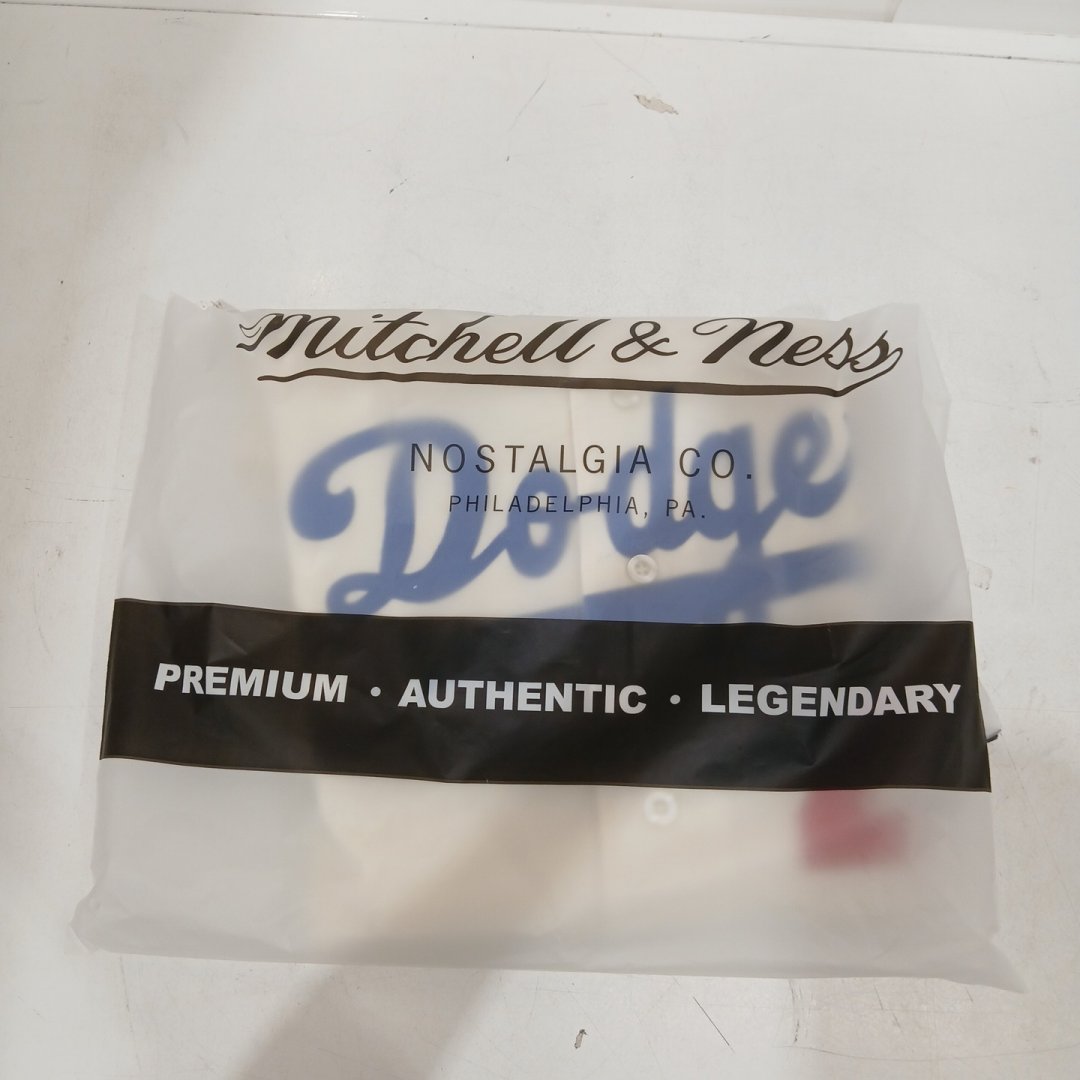 Mitchell & Ness
NOSTALGIA CO.
PHILADELPHIA, PA.
Dodge
PREMIUM • AUTHENTIC • LEGENDARY